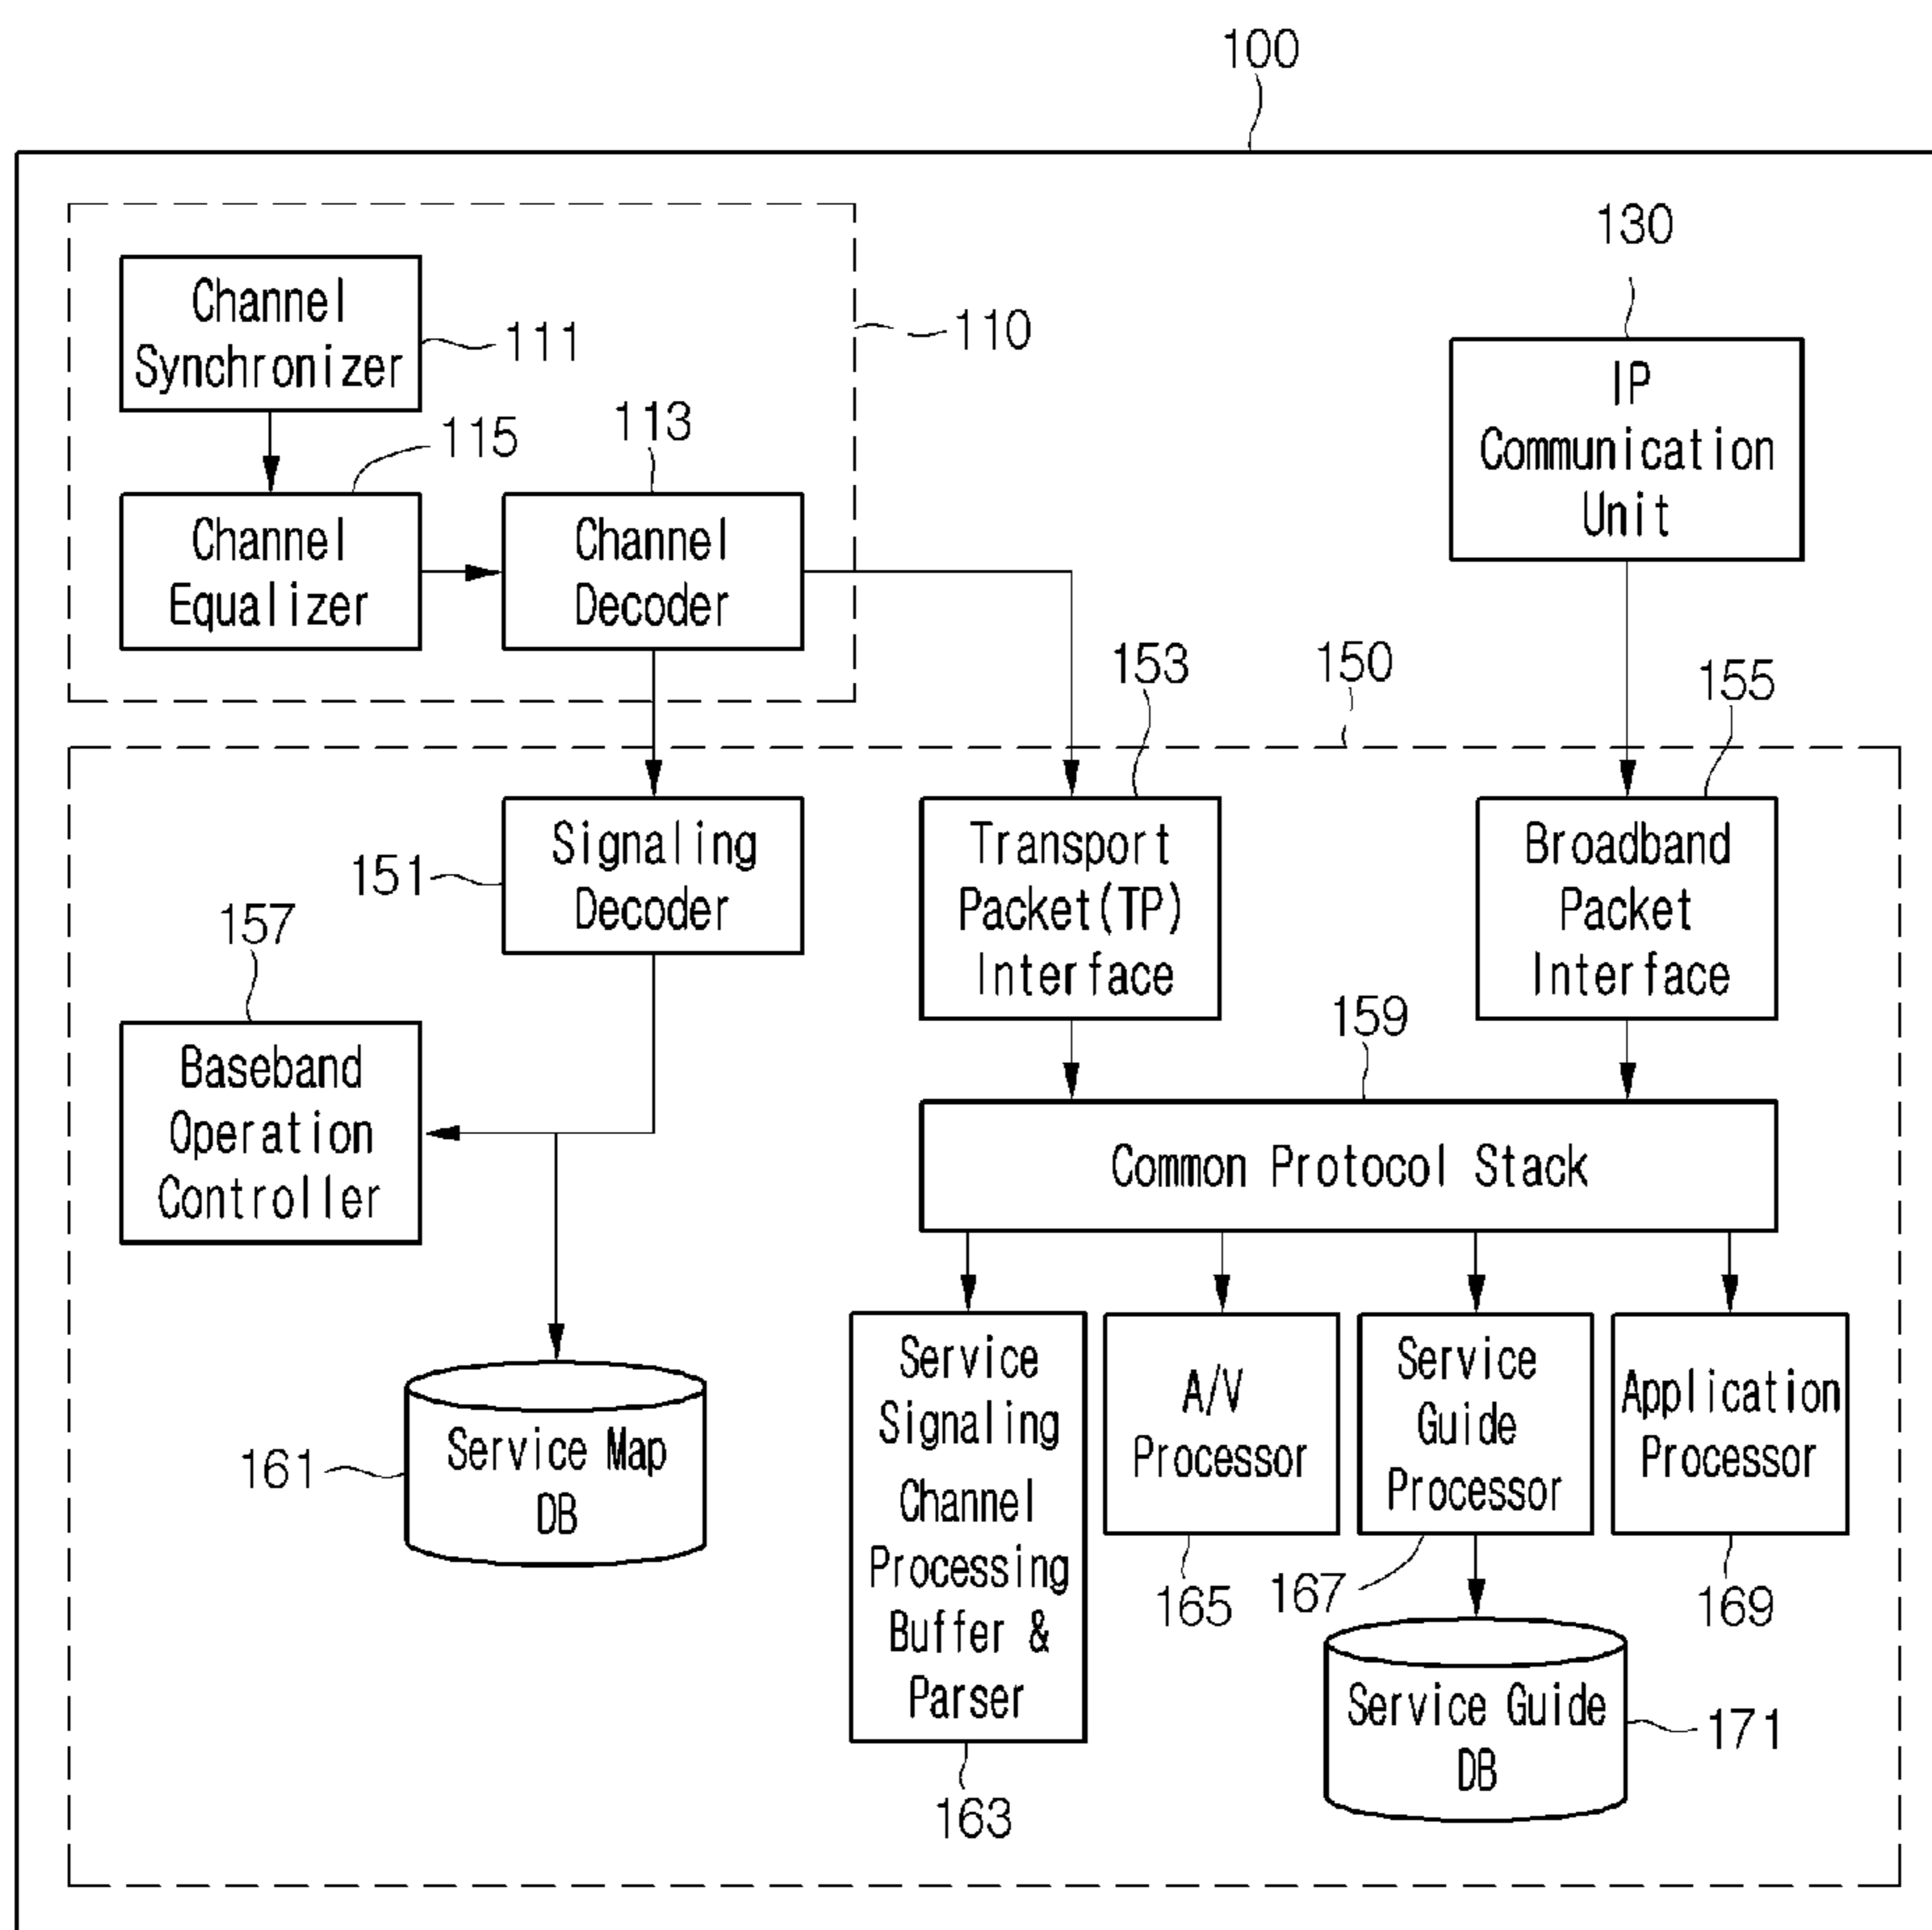 100
130
Channel
Synchronizer
111
110
IP
Communication
Unit
115
113
Channel
Equalizer
Channel
Decoder
153
150
155
Signaling
Decoder
151
Transport
Packet(TP)
Interface
Broadband
Packet
Interface
157
159
Baseband
Operation
Controller
Common Protocol Stack
Service
Signaling
Channel
Processing
Buffer &
Parser
A/V
Processor
Service
Guide
Processor
Application
Processor
161
Service Map
DB
165
167
169
Service Guide
DB
171
163